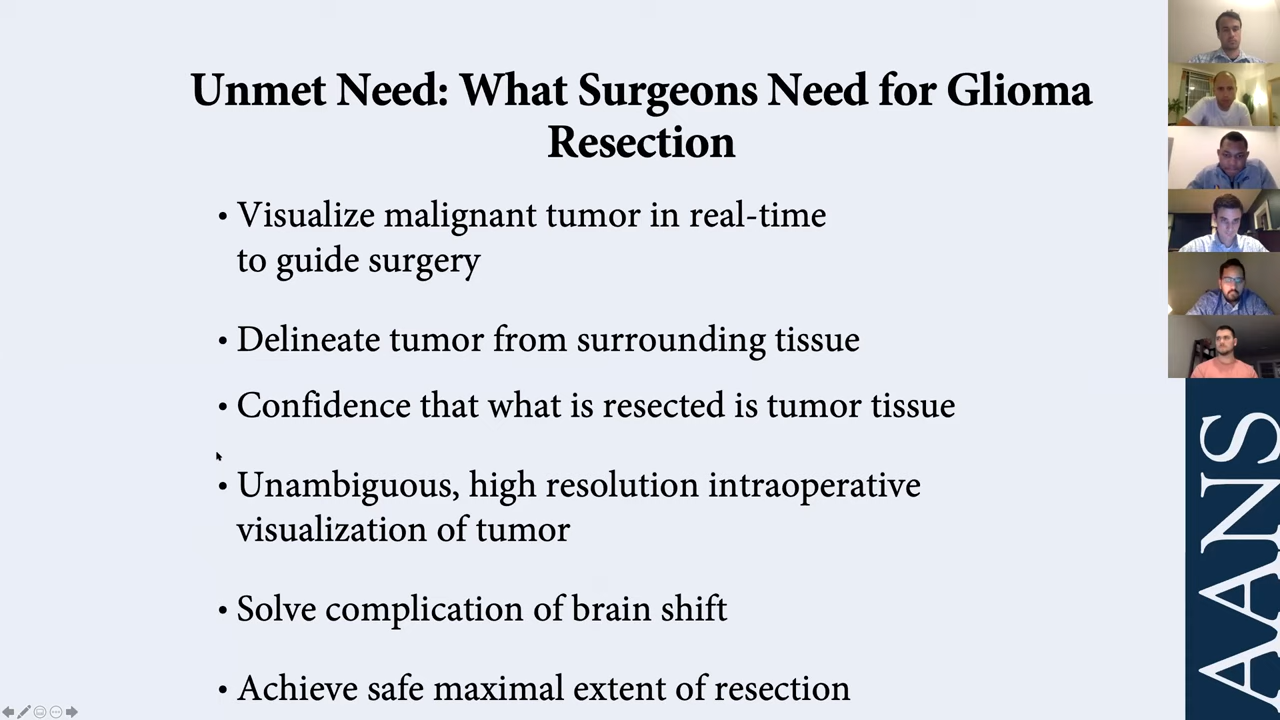 Unmet Need: What Surgeons Need for Glioma
Resection
• Visualize malignant tumor in real-time
to guide surgery
• Delineate tumor from surrounding tissue
• Confidence that what is resected is tumor tissue
• Unambiguous, high resolution intraoperative
visualization of tumor
• Solve complication of brain shift
• Achieve safe maximal extent of resection
AANS